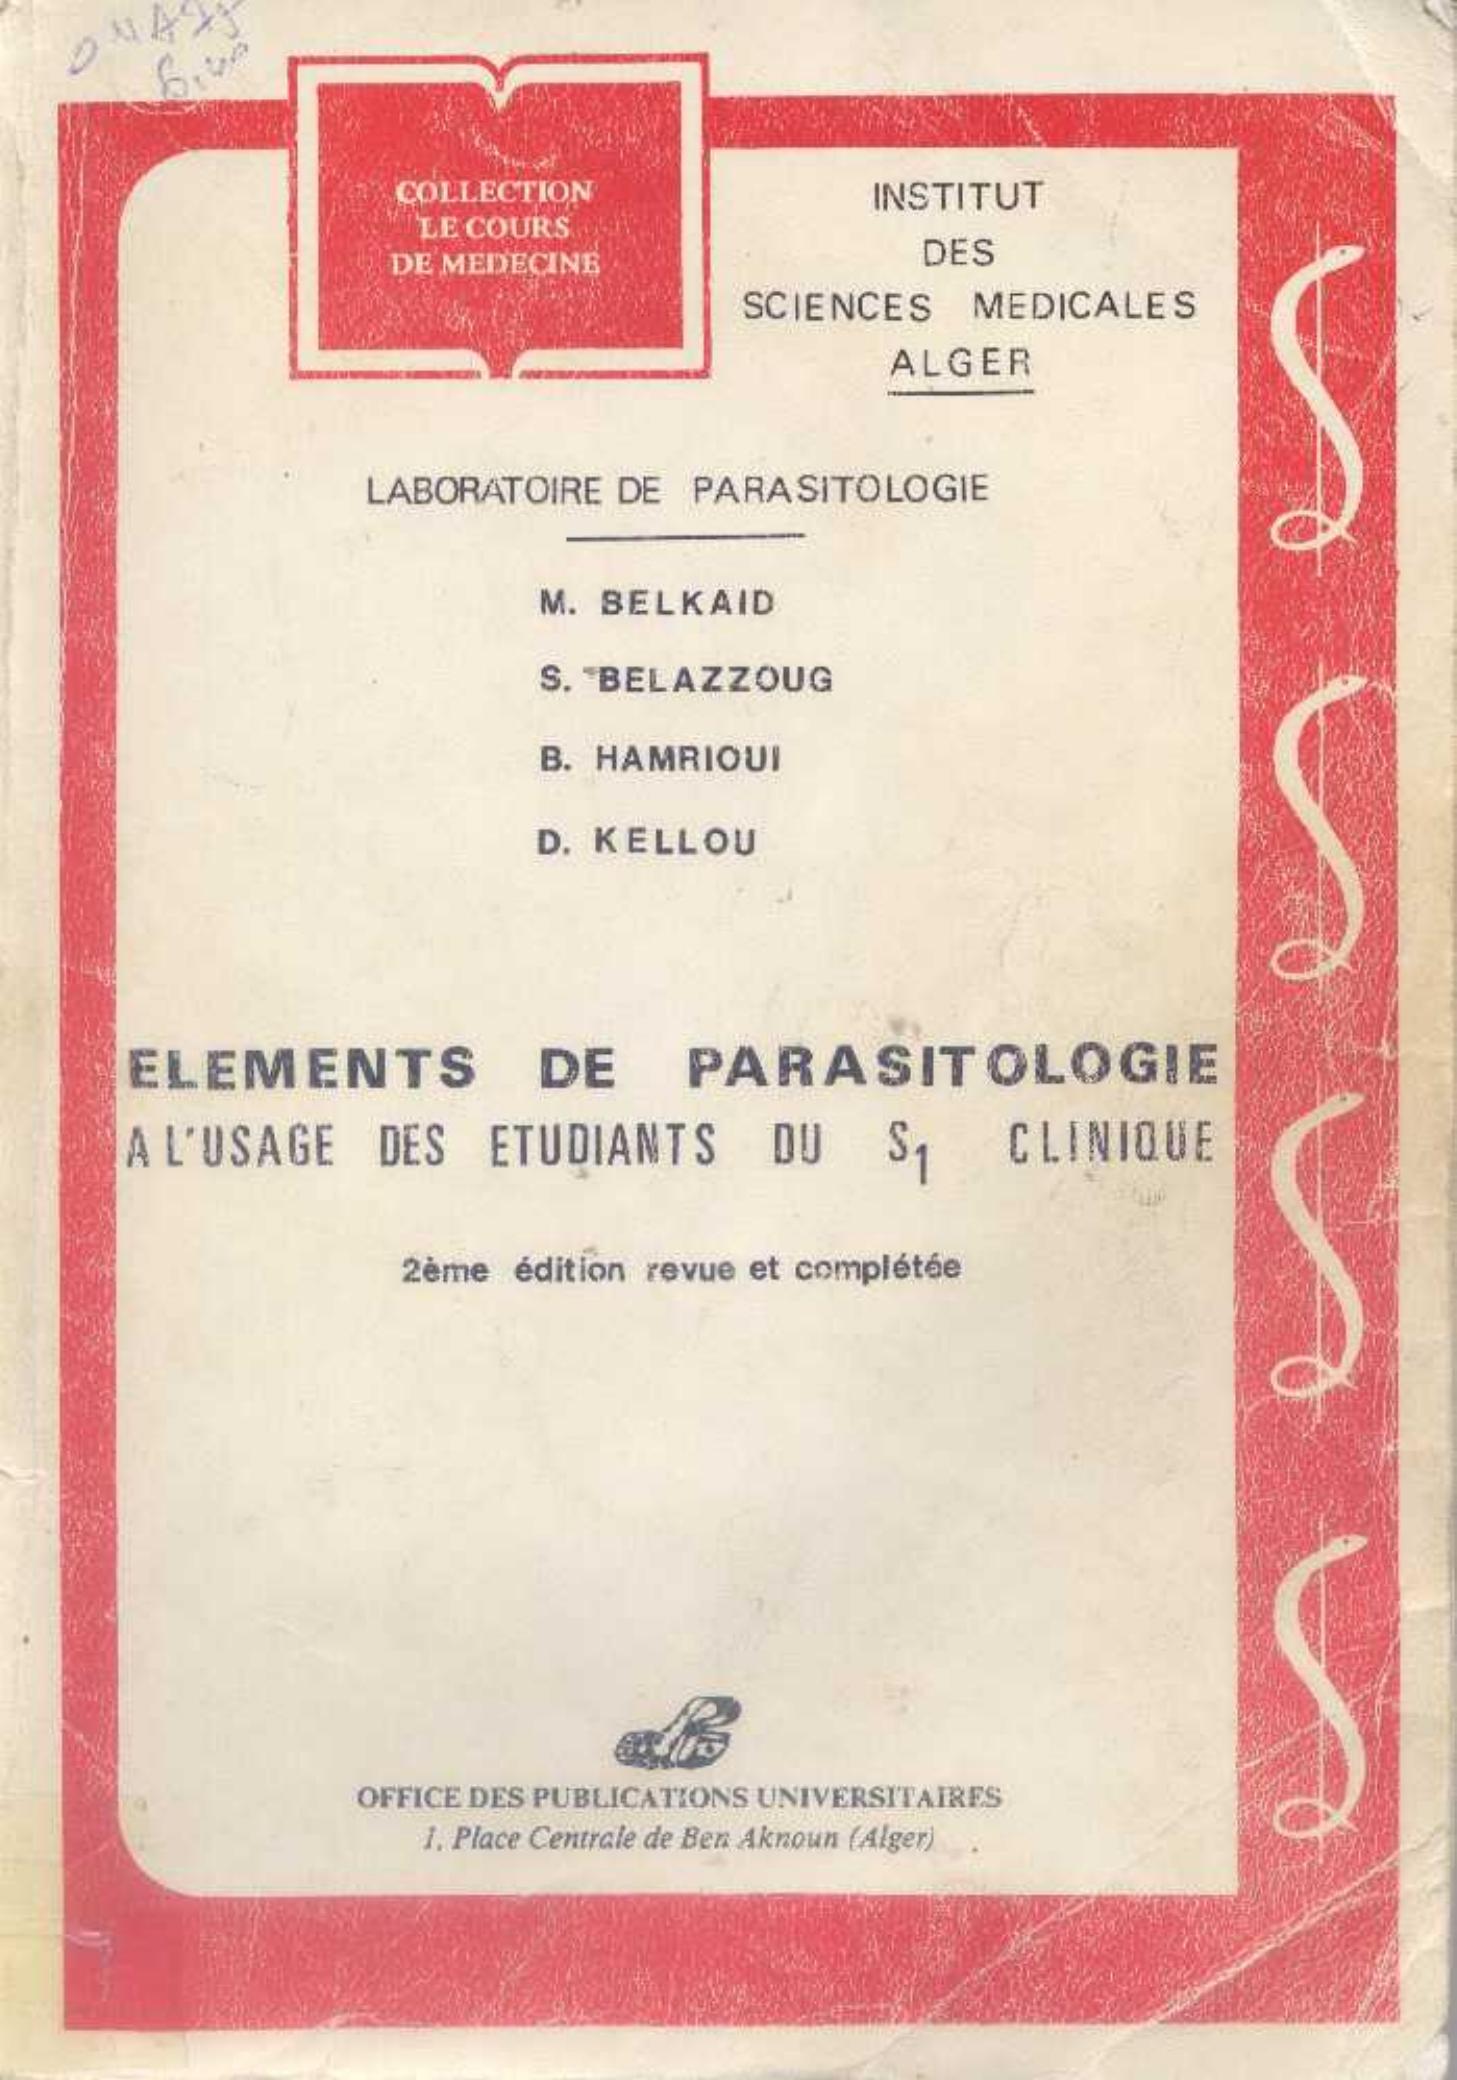 COLLECTION
LE COURS
DE MEDECINE
INSTITUT
DES
SCIENCES MEDICALES
ALGER
LABORATOIRE DE PARASITOLOGIE
M. BELKAID
S. BELAZZOUG
B. HAMRIOUI
D. KELLOU
ELEMENTS DE PARASITOLOGIE
A L'USAGE DES ETUDIANTS DU S1 CLINIQUE
2ème édition revue et complétée
OFFICE DES PUBLICATIONS UNIVERSITAIRES
1, Place Centrale de Ben Aknoun (Alger)